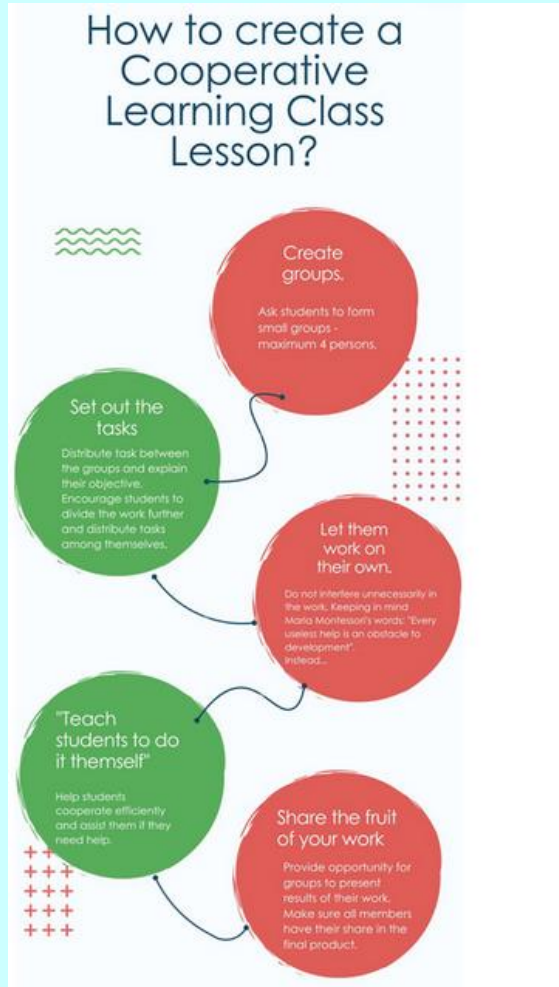 How to create a
Cooperative
Learning Class
Lesson?
Create
groups.
Ask students to form
small groups -
maximum 4 persons.
Set out the
tasks
Distribute task between
the groups and explain
their objective.
Encourage students to
divide the work further
and distribute tasks
among themselves.
Let them
work on
their own.
Do not interfere unnecessarily in
the work. Keeping in mind
Maria Montessori's words: "Every
useless help is an obstacle to
development".
Instead...
"Teach
students to do
it themself"
Help students
cooperate efficiently
and assist them if they
need help.
Share the fruit
of your work
Provide opportunity for
groups to present
results of their work.
Make sure all members
have their share in the
final product.